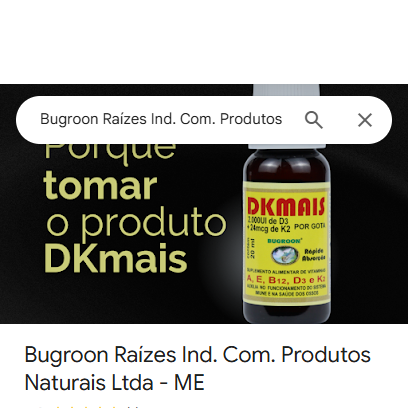 Bugroon Raízes Ind. Com. Produtos
Porque
tomar
o produto
DKmais
DKMAIS
2.000UI de D3
+ 24mcg de K2 POR GOTA
BUGROON
Rápida
Absorção
20 ml
SUPLEMENTO ALIMENTAR DE VITAMINAS
A, E, B12, D3 e K2
AUXILIA NO FUNCIONAMENTO DO SISTEMA
IMUNE E NA SAÚDE DOS OSSOS
Bugroon Raízes Ind. Com. Produtos
Naturais Ltda - ME